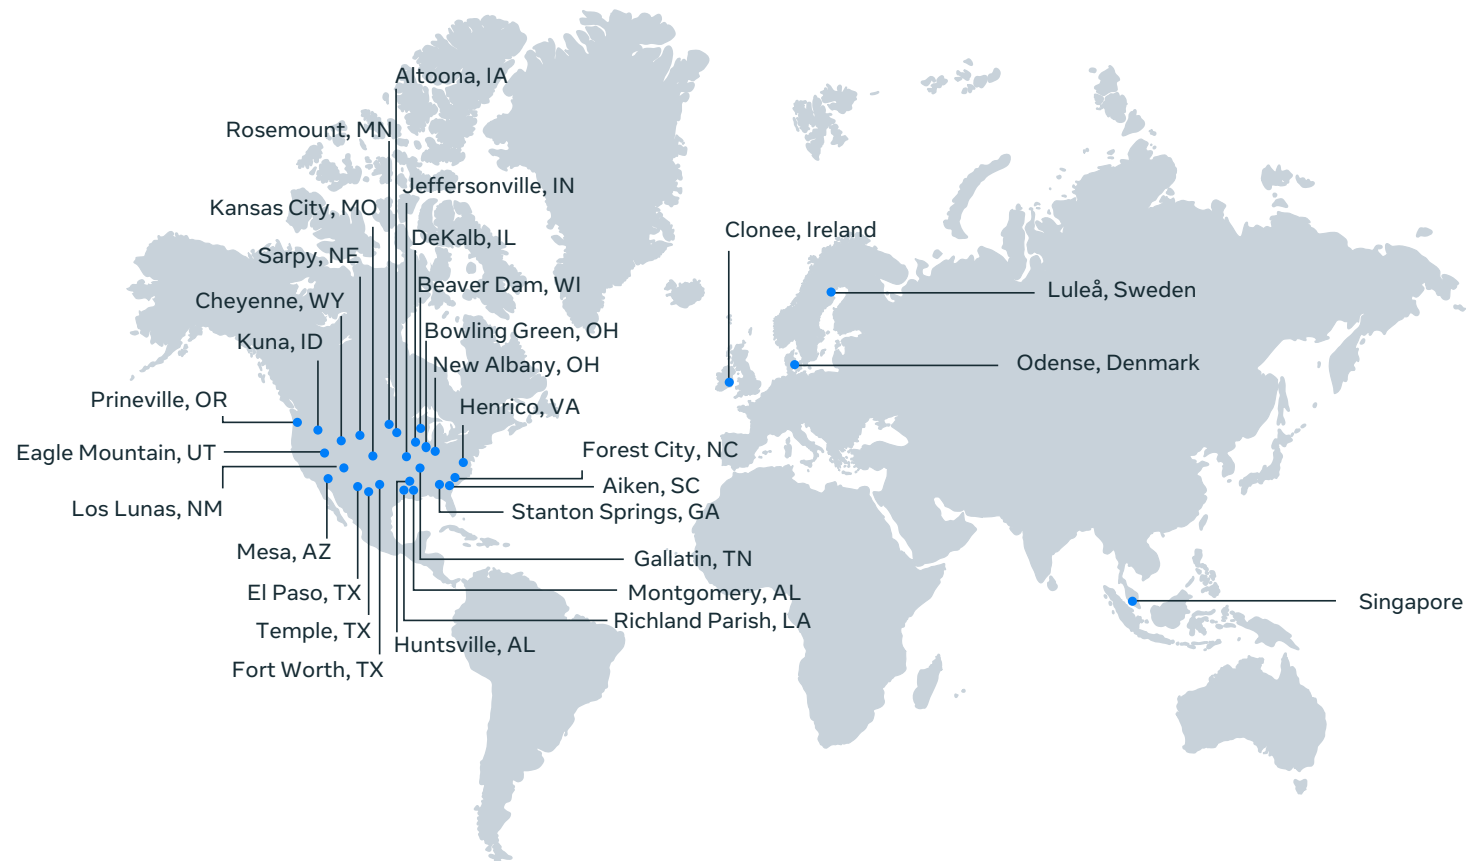 Altoona, IA
Rosemount, MN
Jeffersonville, IN
Kansas City, MO
Clonee, Ireland
DeKalb, IL
Sarpy, NE
Beaver Dam, WI
Luleå, Sweden
Cheyenne, WY
Bowling Green, OH
Kuna, ID
Odense, Denmark
New Albany, OH
Prineville, OR
Henrico, VA
Forest City, NC
Eagle Mountain, UT
Aiken, SC
Los Lunas, NM
Stanton Springs, GA
Mesa, AZ
Gallatin, TN
El Paso, TX
Montgomery, AL
Singapore
Richland Parish, LA
Temple, TX
Huntsville, AL
Fort Worth, TX